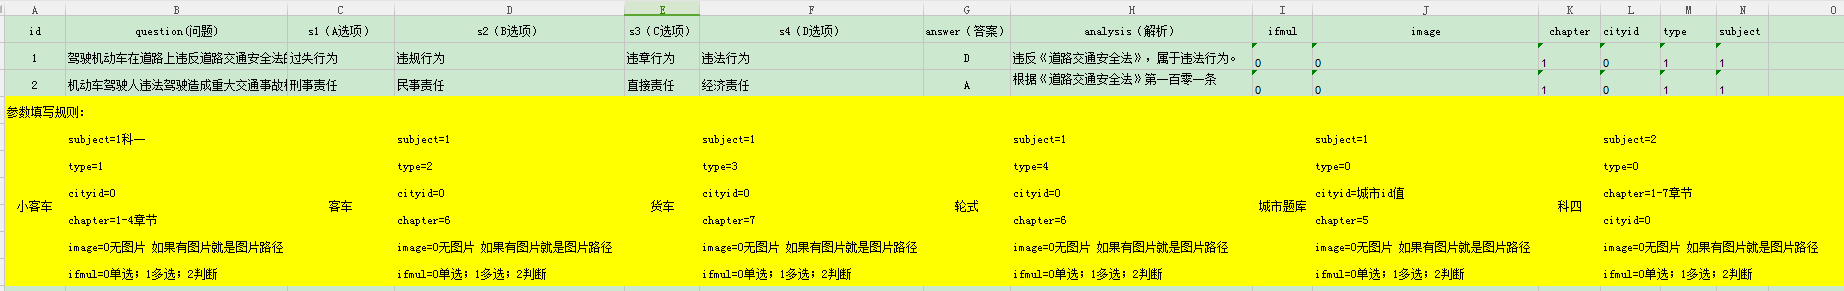 A B C D E F G H I J K L M N O
id question(问题) s1（A选项） s2（B选项） s3（C选项） s4（D选项） answer（答案） analysis（解析） ifmul image chapter cityid type subject
1 驾驶机动车在道路上违反道路交通安全法的 过失行为 违规行为 违章行为 违法行为 D 违反《道路交通安全法》，属于违法行为。 0 0 1 0 1 1
2 机动车驾驶人违法驾驶造成重大交通事故构 刑事责任 民事责任 直接责任 经济责任 A 根据《道路交通安全法》第一百零一条 0 0 1 0 1 1
参数填写规则:
subject=1科一 subject=1 subject=1 subject=1 subject=1 subject=2
type=1 type=2 type=3 type=4 type=0 type=0
cityid=0 cityid=0 cityid=0 cityid=0 cityid=城市id值 chapter=1-7章节
小客车 客车 货车 轮式 城市题库 科四
chapter=1-4章节 chapter=6 chapter=7 chapter=6 chapter=5 cityid=0
image=0无图片 如果有图片就是图片路径 image=0无图片 如果有图片就是图片路径 image=0无图片 如果有图片就是图片路径 image=0无图片 如果有图片就是图片路径 image=0无图片 如果有图片就是图片路径 image=0无图片 如果有图片就是图片路径
ifmul=0单选；1多选；2判断 ifmul=0单选；1多选；2判断 ifmul=0单选；1多选；2判断 ifmul=0单选；1多选；2判断 ifmul=0单选；1多选；2判断 ifmul=0单选；1多选；2判断